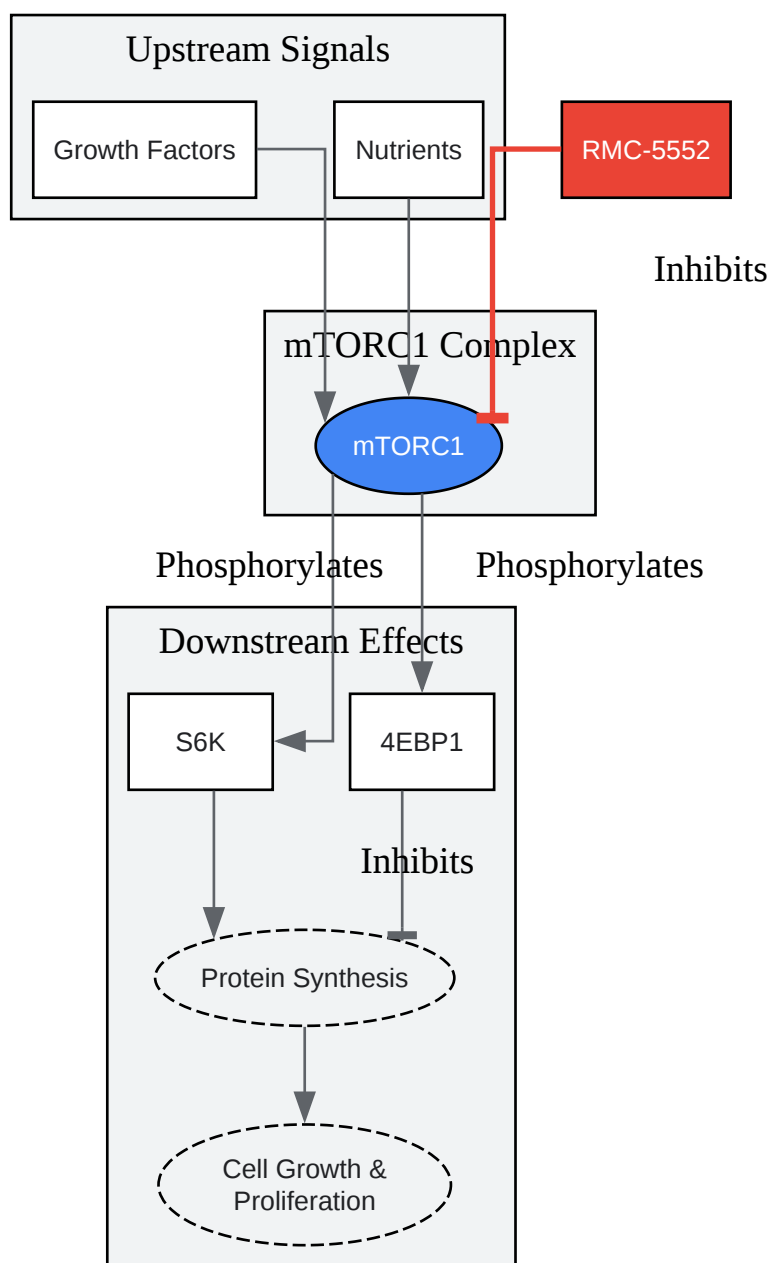 Upstream Signals
Growth Factors
Nutrients
RMC-5552
Inhibits
mTORC1 Complex
mTORC1
Phosphorylates
Phosphorylates
Downstream Effects
S6K
4EBP1
Inhibits
Protein Synthesis
Cell Growth &
Proliferation